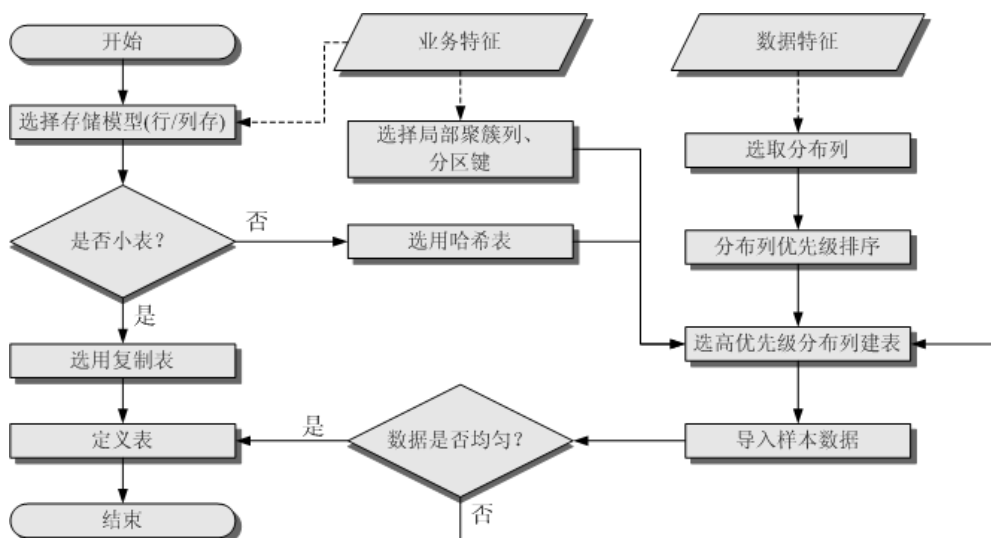 开始
业务特征
数据特征
选择存储模型(行/列存)
选择局部聚簇列、
分区键
选取分布列
是否小表?
否
选用哈希表
分布列优先级排序
是
选用复制表
选高优先级分布列建表
定义表
是
数据是否均匀?
导入样本数据
结束
否